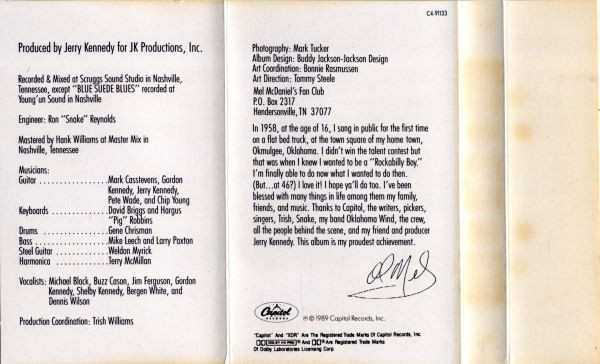 C4-91133
Produced by Jerry Kennedy for JK Productions, Inc.
Recorded & Mixed at Scruggs Sound Studio in Nashville,
Tennessee, except "BLUE SUEDE BLUES" recorded at
Young'un Sound in Nashville
Engineer: Ron "Snake" Reynolds
Mastered by Hank Williams at Master Mix in
Nashville, Tennessee
Musicians:
Guitar ................ Mark Casstevens, Gordon
Kennedy, Jerry Kennedy,
Pete Wade, and Chip Young
Keyboards ............. David Briggs and Hargus
"Pig" Robbins
Drums ................. Gene Chrisman
Bass .................. Mike Leech and Larry Paxton
Steel Guitar ........... Weldon Myrick
Harmonica ............ Terry McMillan
Vocalists: Michael Black, Buzz Cason, Jim Ferguson, Gordon
Kennedy, Shelby Kennedy, Bergen White, and
Dennis Wilson
Production Coordination: Trish Williams
Photography: Mark Tucker
Album Design: Buddy Jackson-Jackson Design
Art Coordination: Bonnie Rasmussen
Art Direction: Tommy Steele
Mel McDaniel's Fan Club
P.O. Box 2317
Hendersonville, TN 37077
In 1958, at the age of 16, I sang in public for the first time
on a flat bed truck, at the town square of my home town,
Okmulgee, Oklahoma. I didn't win the talent contest but
that was when I knew I wanted to be a "Rockabilly Boy."
I'm finally able to do now what I wanted to do then.
(But...at 46?) I love it! I hope ya'll do too. I've been
blessed with many things in life among them my family,
friends, and music. Thanks to Capitol, the writers, pickers,
singers, Trish, Snake, my band Oklahoma Wind, the crew,
all the people behind the scene, and my friend and producer
Jerry Kennedy. This album is my proudest achievement.
Mel
Capitol
RECORDS
℗ © 1989 Capitol Records, Inc.
"Capitol" And "XDR" Are The Registered Trade Marks Of Capitol Records, Inc.
DOLBY HX PRO ® And ® Are Registered Trade Marks
Of Dolby Laboratories Licensing Corp.